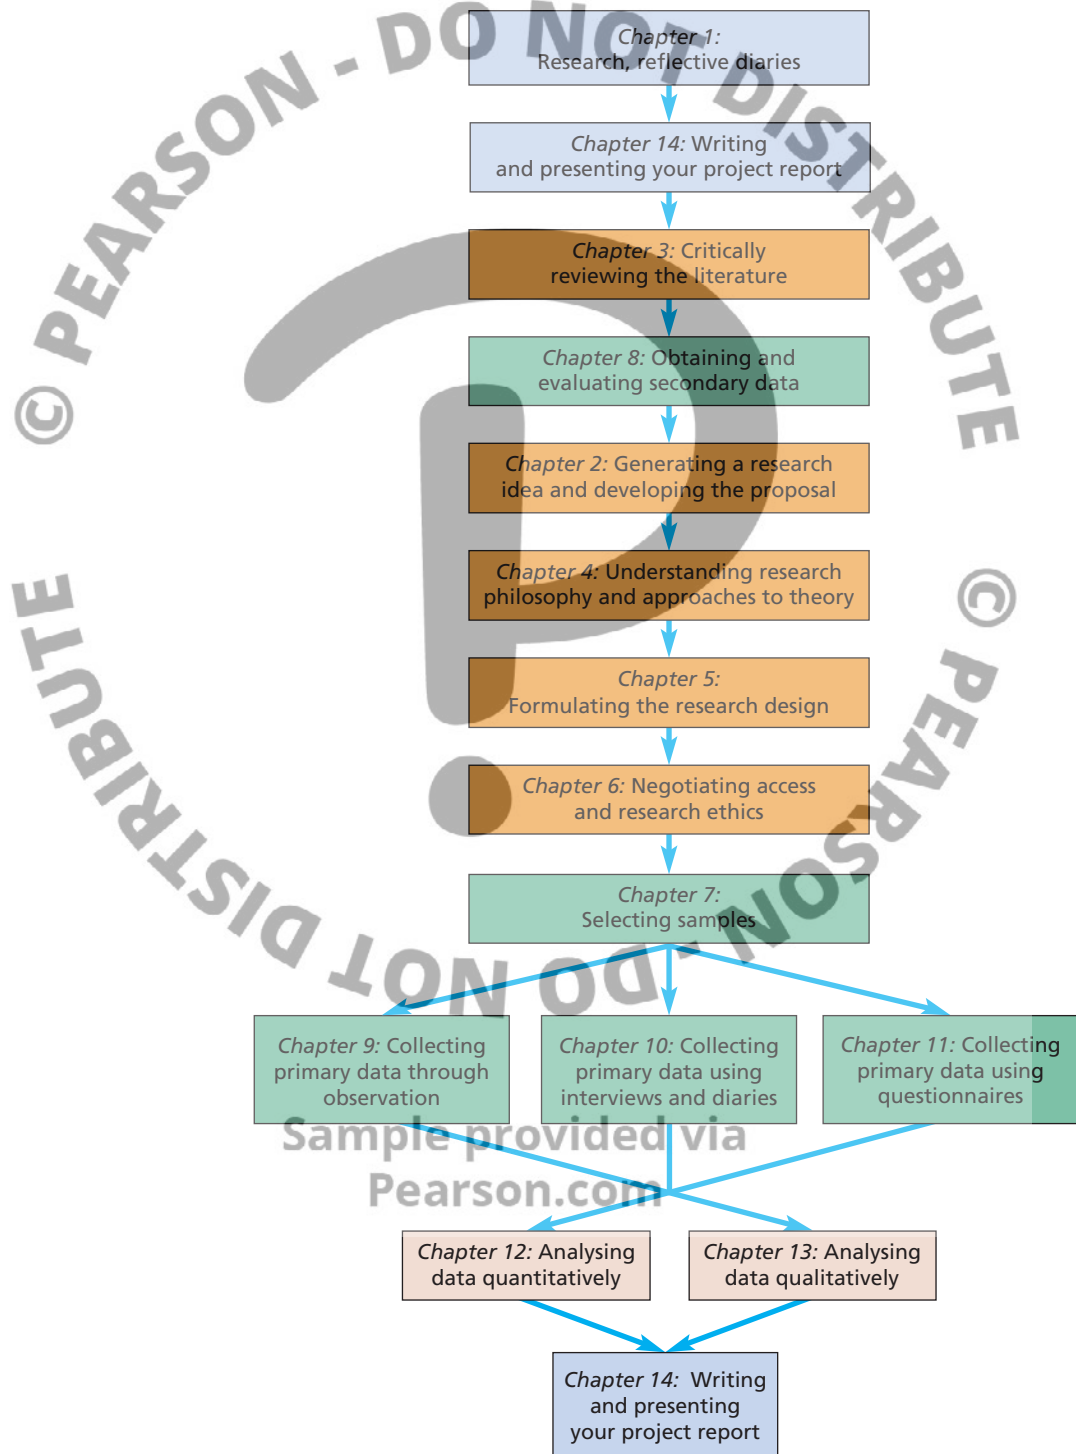 © PEARSON - DO NOT DISTRIBUTE
© PEARSON - DO NOT DISTRIBUTE
Chapter 1:
Research, reflective diaries
Chapter 14: Writing
and presenting your project report
Chapter 3: Critically
reviewing the literature
Chapter 8: Obtaining and
evaluating secondary data
Chapter 2: Generating a research
idea and developing the proposal
Chapter 4: Understanding research
philosophy and approaches to theory
Chapter 5:
Formulating the research design
Chapter 6: Negotiating access
and research ethics
Chapter 7:
Selecting samples
Chapter 9: Collecting
primary data through
observation
Chapter 10: Collecting
primary data using
interviews and diaries
Chapter 11: Collecting
primary data using
questionnaires
Sample provided via
Pearson.com
Chapter 12: Analysing
data quantitatively
Chapter 13: Analysing
data qualitatively
Chapter 14: Writing
and presenting
your project report